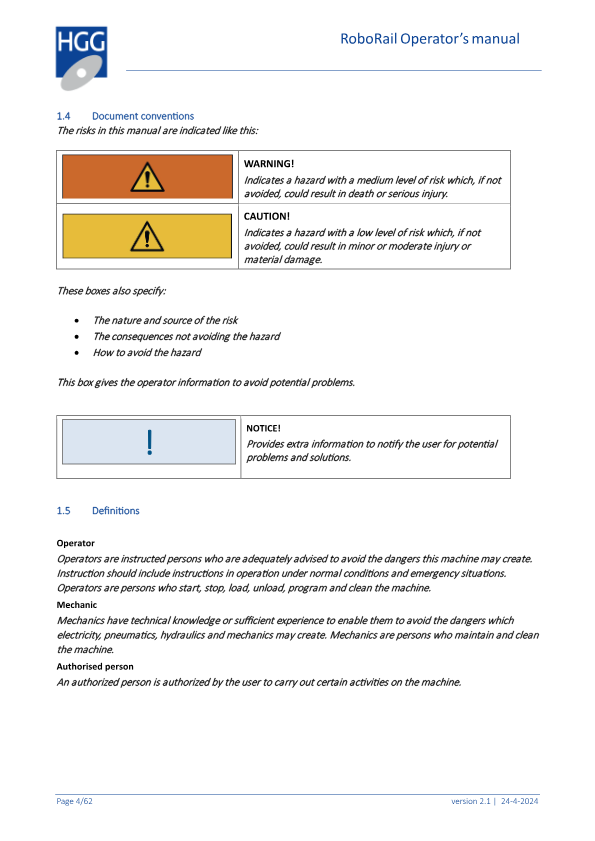 HGG
RoboRail Operator's manual
1.4 Document conventions
The risks in this manual are indicated like this:
WARNING!
Indicates a hazard with a medium level of risk which, if not
avoided, could result in death or serious injury.
CAUTION!
Indicates a hazard with a low level of risk which, if not
avoided, could result in minor or moderate injury or
material damage.
These boxes also specify:
• The nature and source of the risk
• The consequences not avoiding the hazard
• How to avoid the hazard
This box gives the operator information to avoid potential problems.
!
NOTICE!
Provides extra information to notify the user for potential
problems and solutions.
1.5 Definitions
Operator
Operators are instructed persons who are adequately advised to avoid the dangers this machine may create.
Instruction should include instructions in operation under normal conditions and emergency situations.
Operators are persons who start, stop, load, unload, program and clean the machine.
Mechanic
Mechanics have technical knowledge or sufficient experience to enable them to avoid the dangers which
electricity, pneumatics, hydraulics and mechanics may create. Mechanics are persons who maintain and clean
the machine.
Authorised person
An authorized person is authorized by the user to carry out certain activities on the machine.
Page 4/62
version 2.1 | 24-4-2024